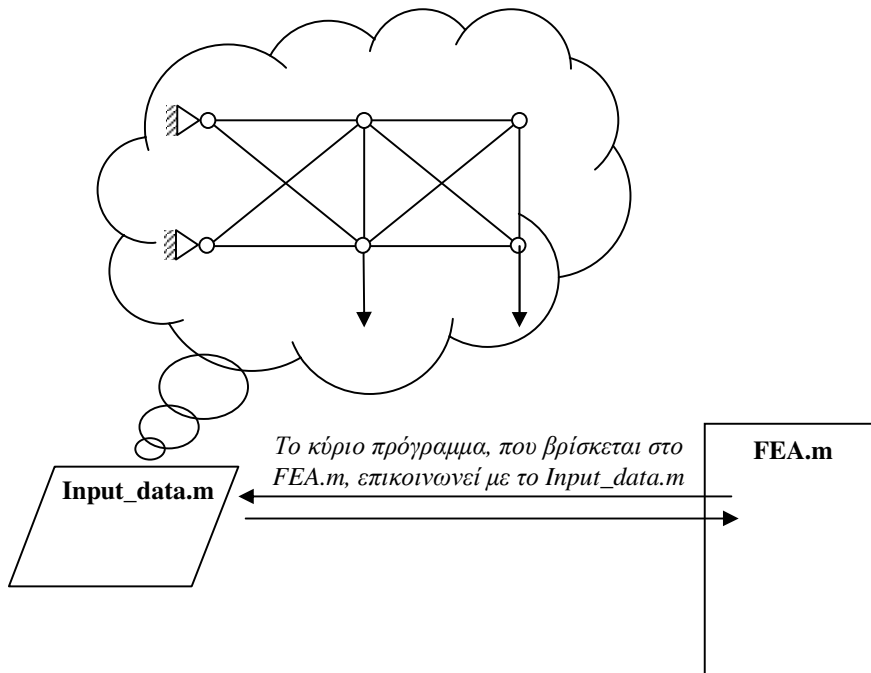 Το κύριο πρόγραμμα, που βρίσκεται στο
FEA.m, επικοινωνεί με το Input_data.m
FEA.m
Input_data.m